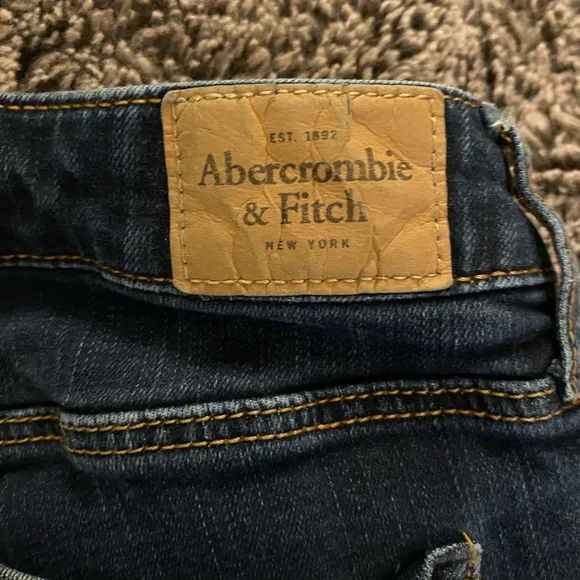 EST. 1892
Abercrombie
& Fitch
NEW YORK